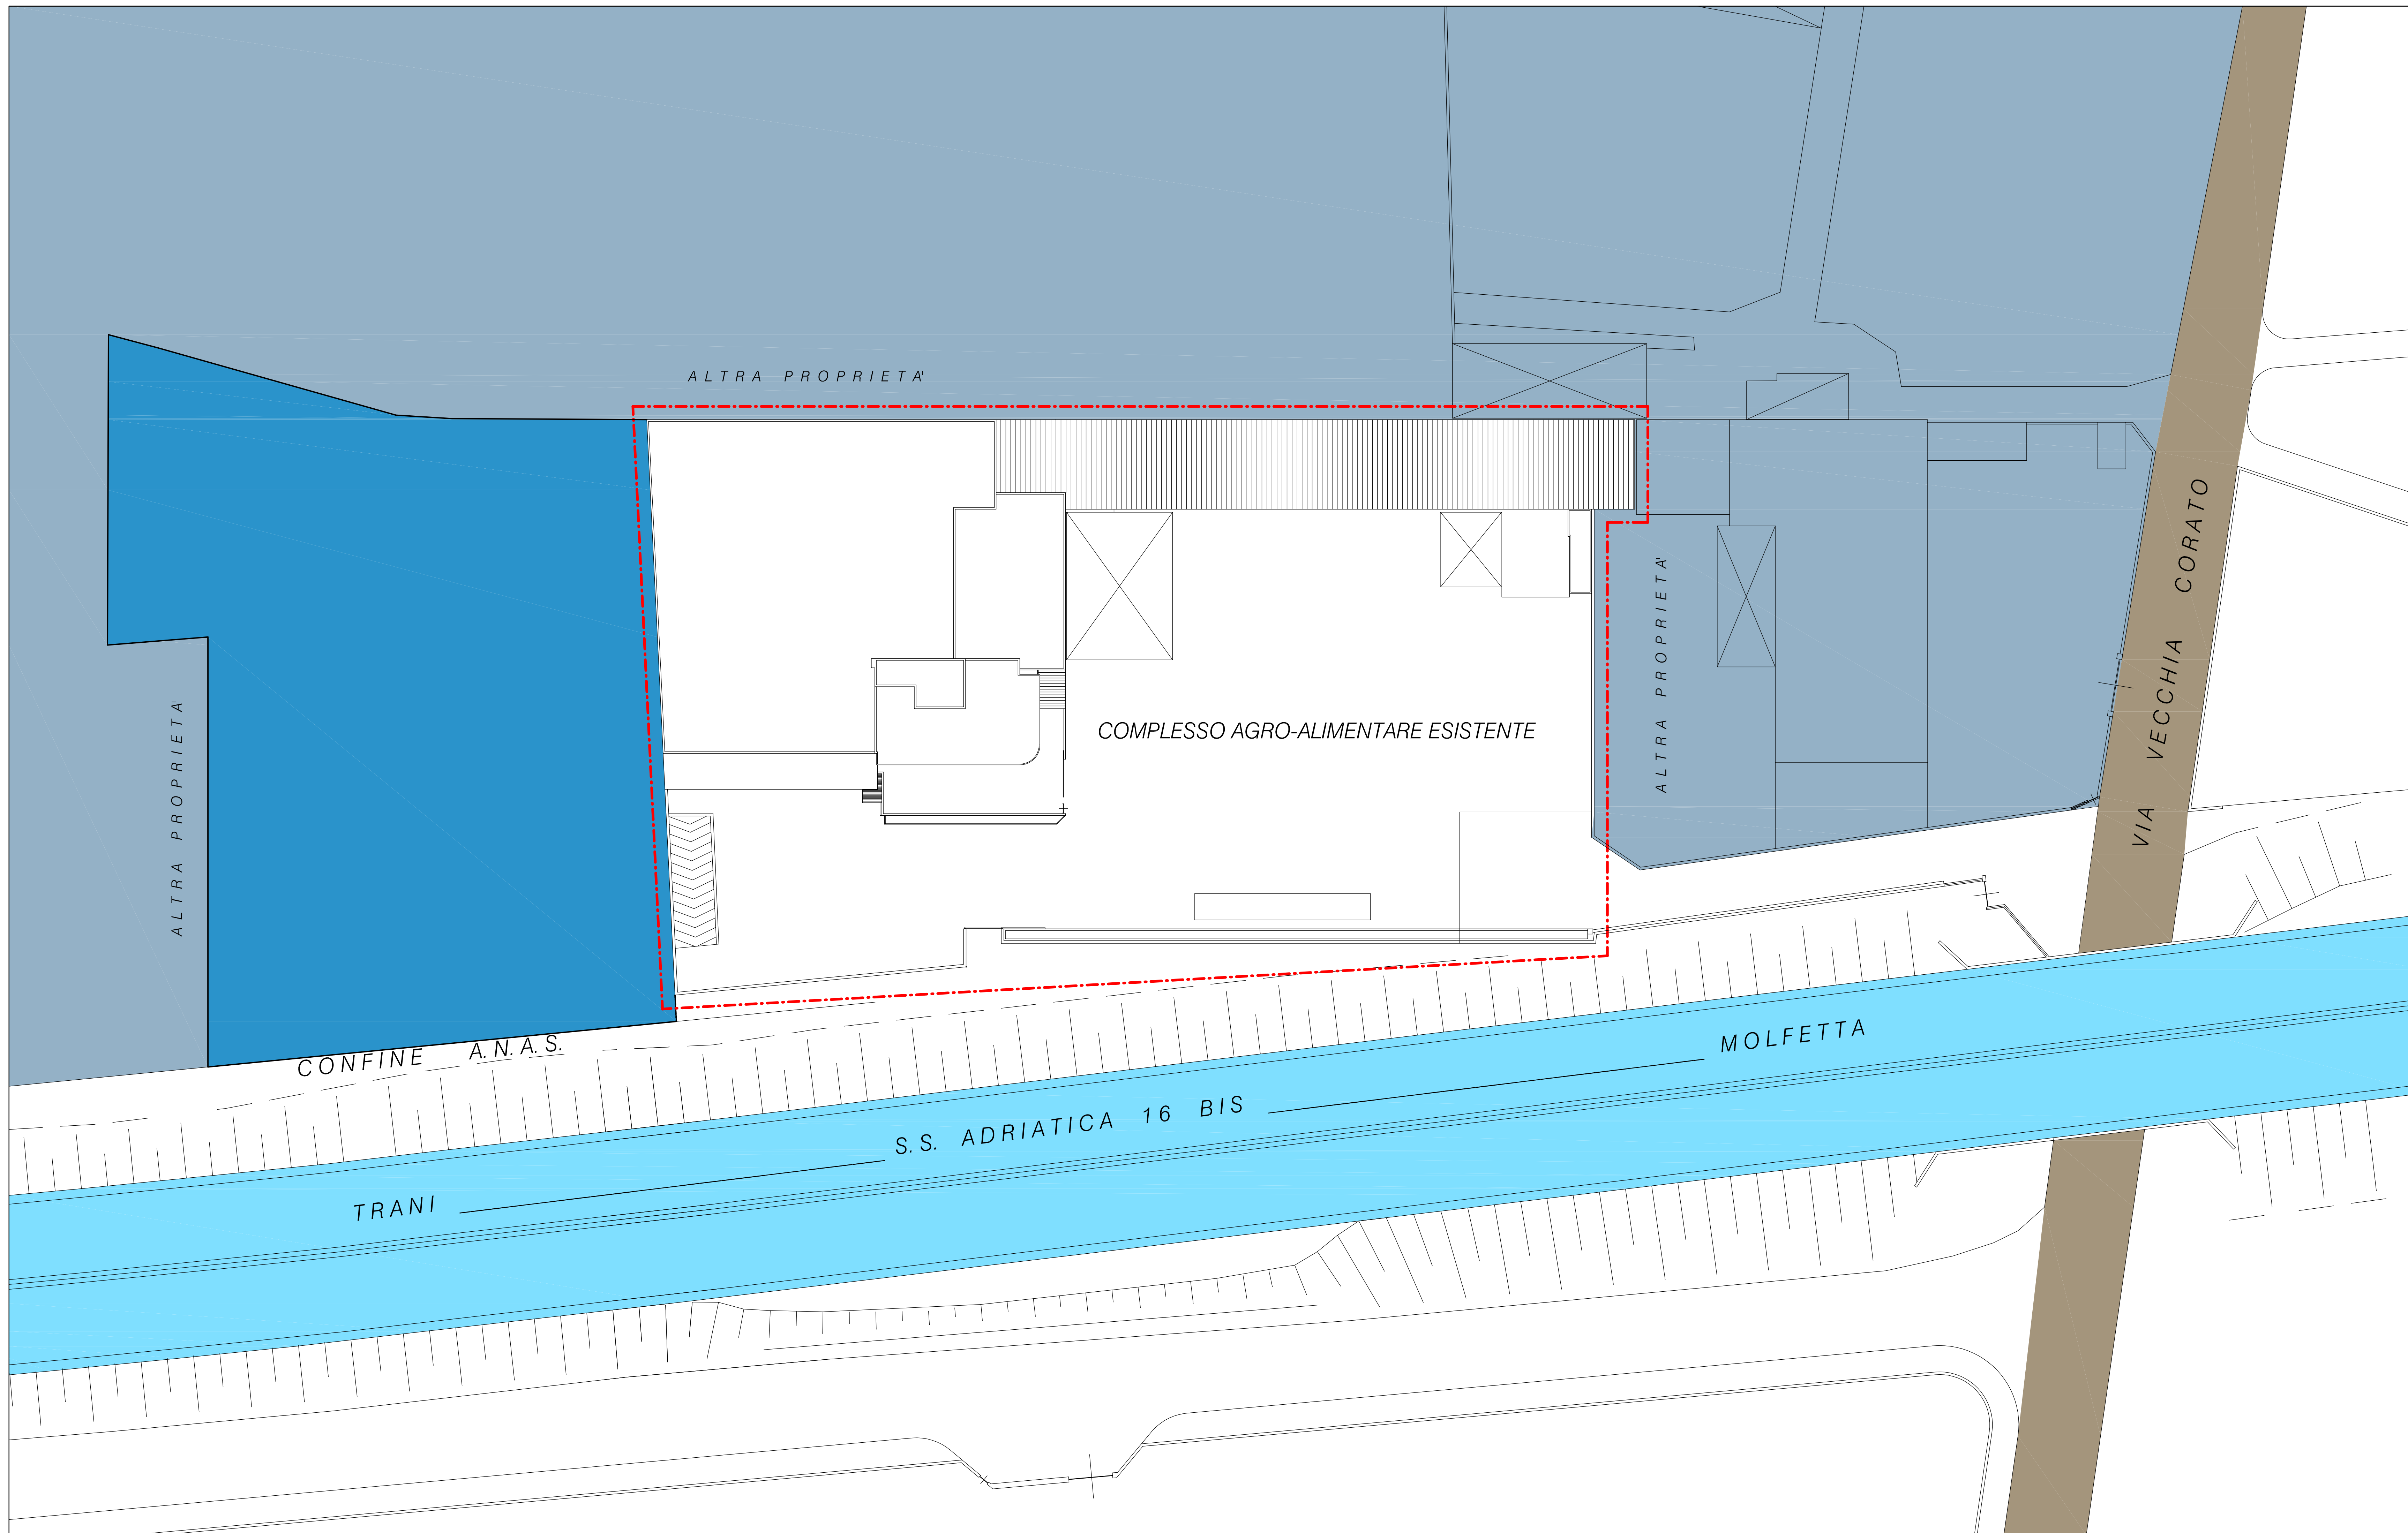 ALTRA PROPRIETA'
ALTRA PROPRIETA'
ALTRA PROPRIETA'
COMPLESSO AGRO-ALIMENTARE ESISTENTE
VIA VECCHIA CORATO
CONFINE A.N.A.S.
TRANI
S.S. ADRIATICA 16 BIS
MOLFETTA